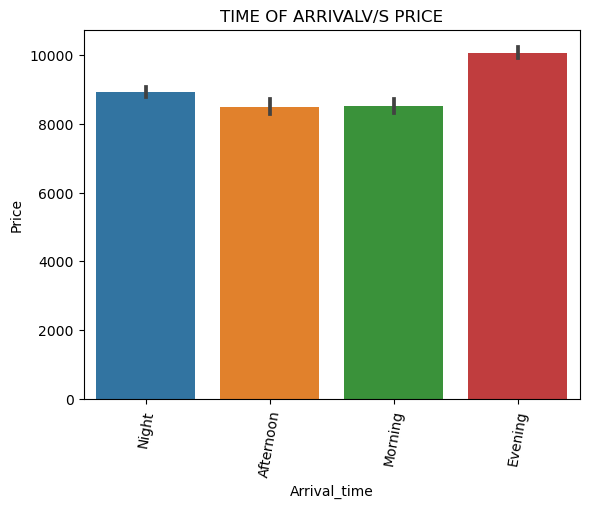 TIME OF ARRIVALV/S PRICE
10000
8000
6000
4000
2000
0
Price
Night
Afternoon
Morning
Evening
Arrival_time